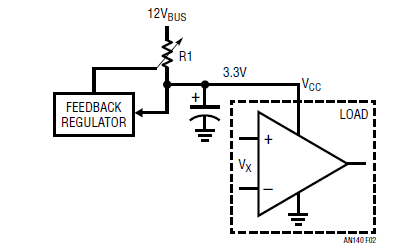 12VBUS
R1
3.3V
VCC
+
FEEDBACK
REGULATOR
LOAD
+
VX
–
AN140 F02